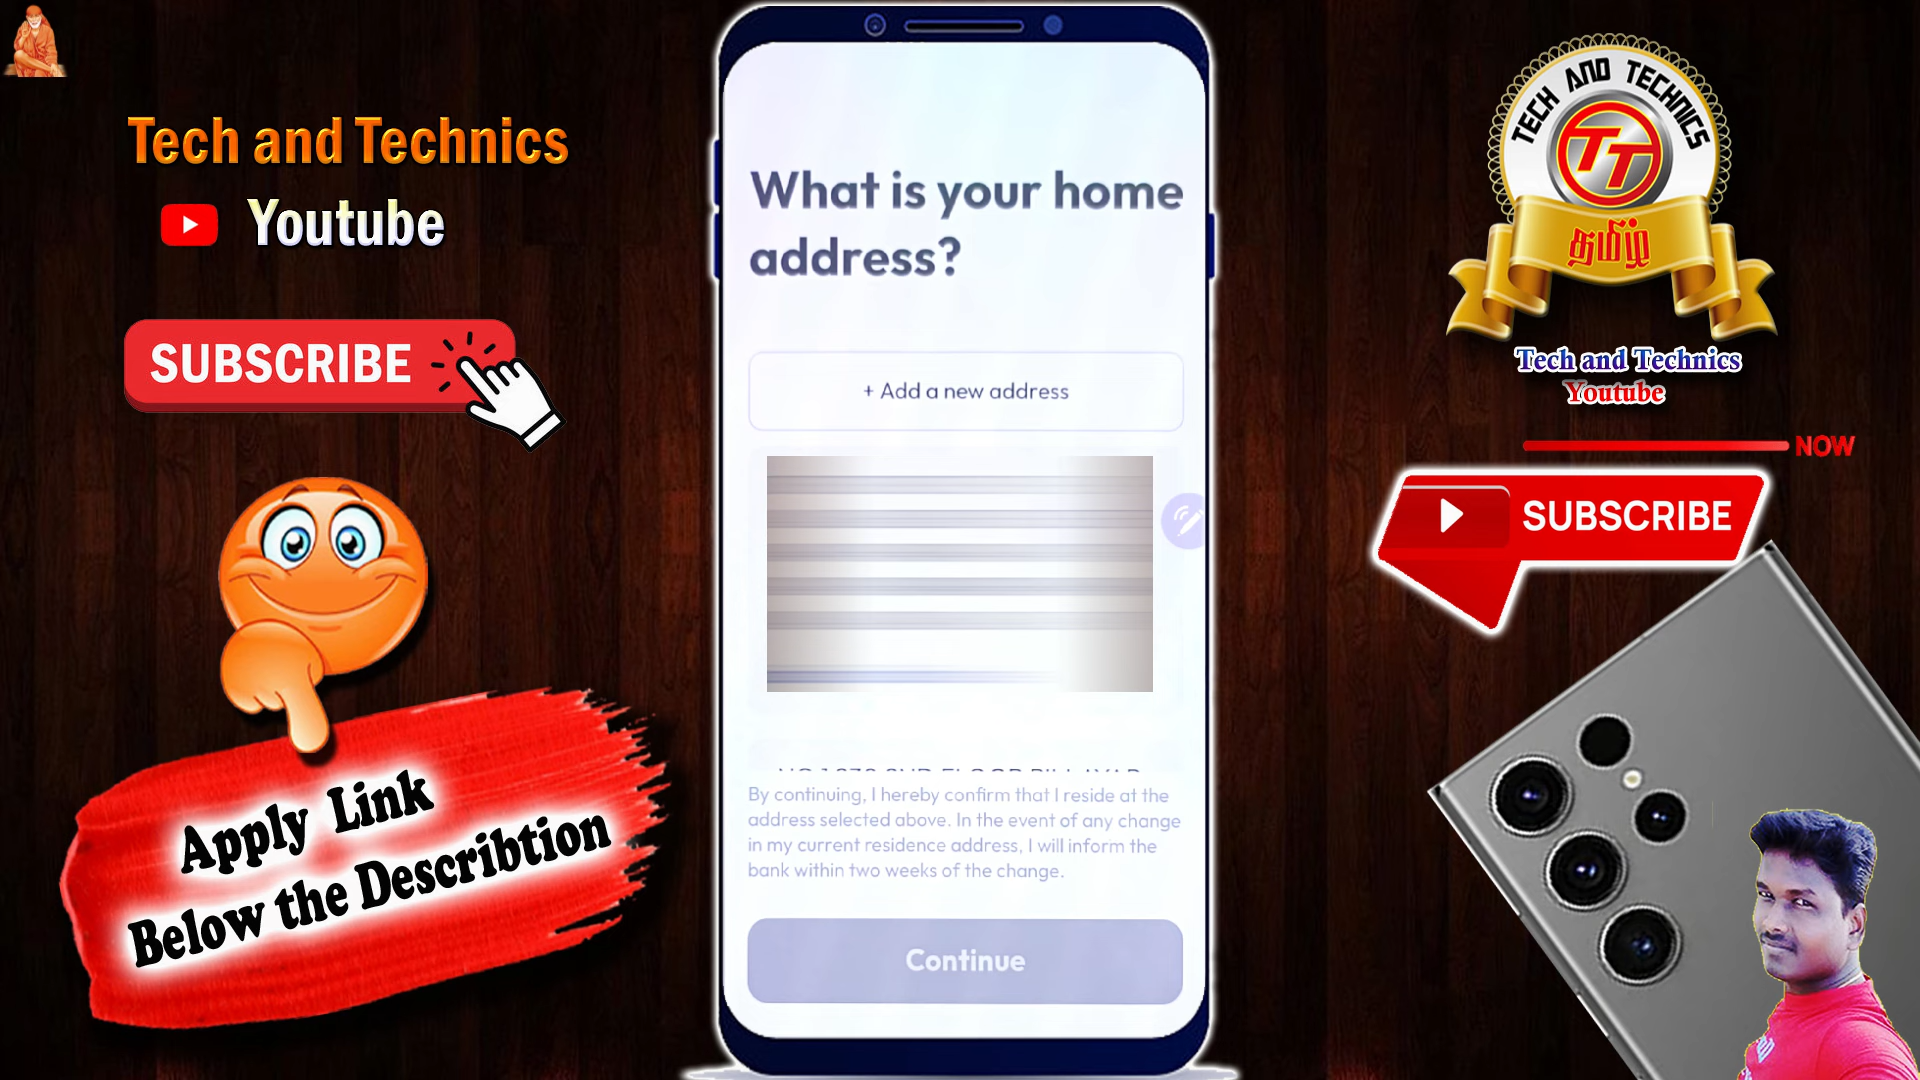 Tech and Technics
Youtube
SUBSCRIBE
Apply Link
Below the Describtion
What is your home
address?
+ Add a new address
By continuing, I hereby confirm that I reside at the
address selected above. In the event of any change
in my current residence address, I will inform the
bank within two weeks of the change.
Continue
TECH AND TECHNICS
TT
தமிழ்
Tech and Technics
Youtube
NOW
SUBSCRIBE